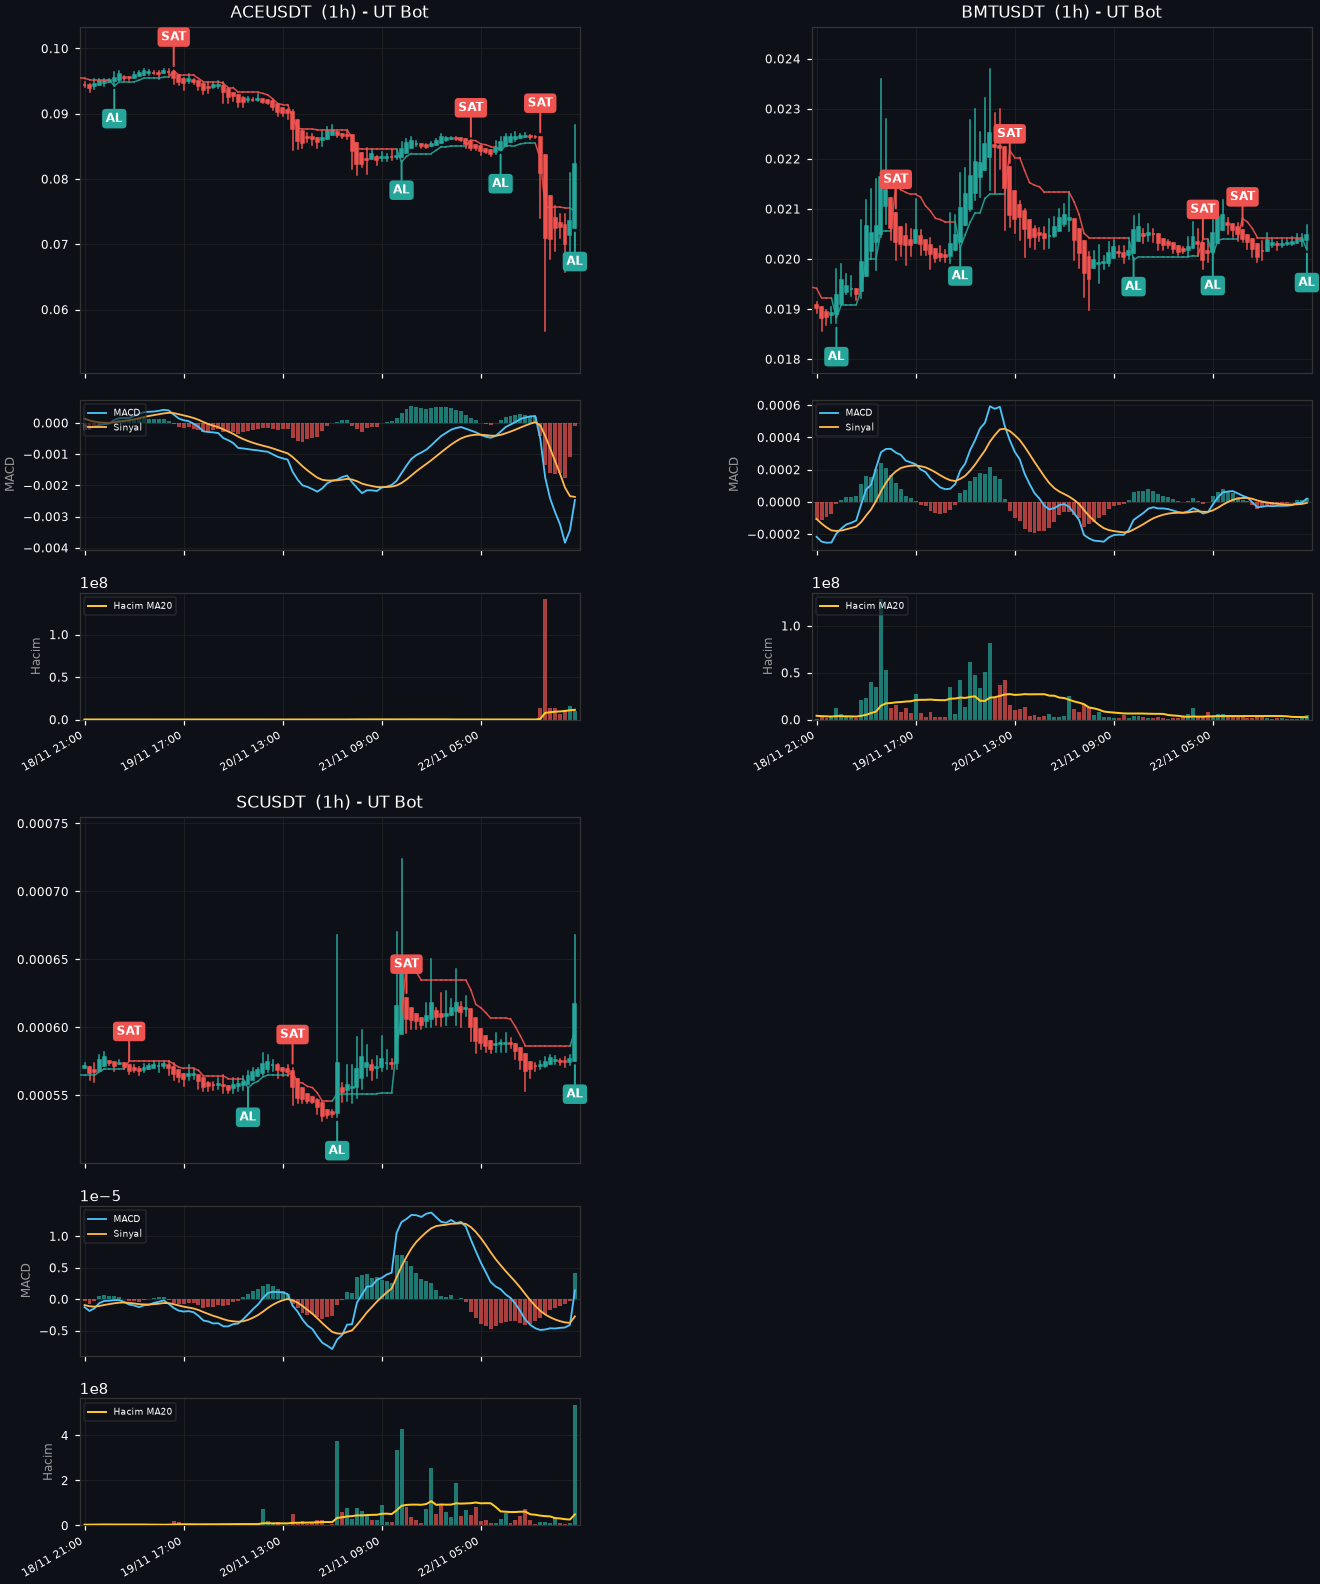 ACEUSDT (1h) - UT Bot
0.10
0.09
0.08
0.07
0.06
SAT
AL
AL
SAT
AL
SAT
AL
MACD
Sinyal
MACD
0.000
−0.001
−0.002
−0.003
−0.004
1e8
Hacim MA20
Hacim
1.0
0.5
0.0
18/11 21:00
19/11 17:00
20/11 13:00
21/11 09:00
22/11 05:00
BMTUSDT (1h) - UT Bot
0.024
0.023
0.022
0.021
0.020
0.019
0.018
AL
SAT
AL
SAT
AL
SAT
AL
SAT
AL
MACD
Sinyal
MACD
0.0006
0.0004
0.0002
0.0000
−0.0002
1e8
Hacim MA20
Hacim
1.0
0.5
0.0
18/11 21:00
19/11 17:00
20/11 13:00
21/11 09:00
22/11 05:00
SCUSDT (1h) - UT Bot
0.00075
0.00070
0.00065
0.00060
0.00055
SAT
AL
SAT
AL
SAT
AL
1e−5
MACD
Sinyal
MACD
1.0
0.5
0.0
−0.5
1e8
Hacim MA20
Hacim
4
2
0
18/11 21:00
19/11 17:00
20/11 13:00
21/11 09:00
22/11 05:00